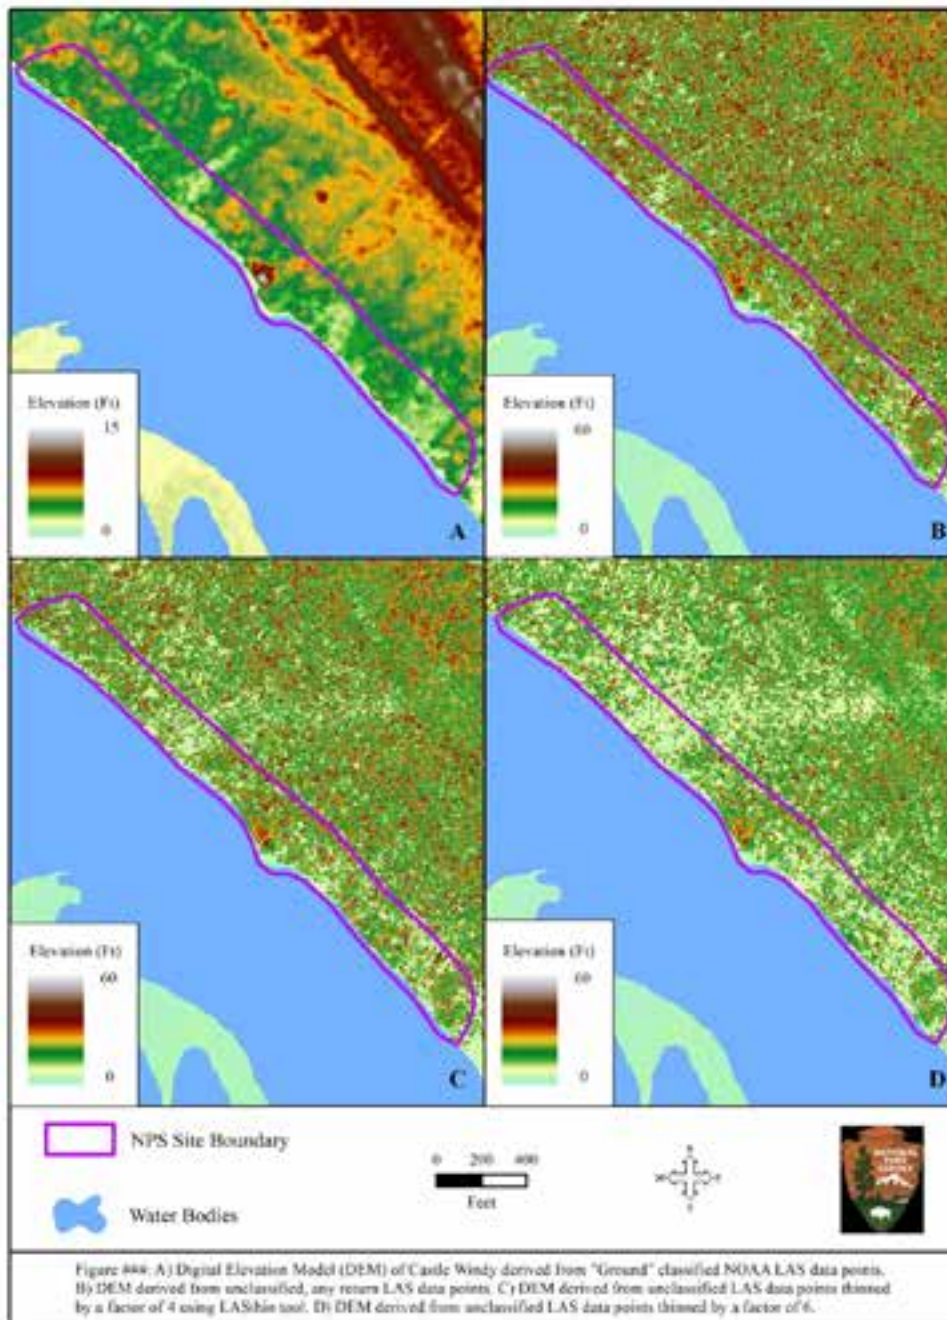 Elevation (Ft)
15
0
A
Elevation (Ft)
60
0
B
Elevation (Ft)
60
0
C
Elevation (Ft)
60
0
D
NPS Site Boundary
Water Bodies
0 200 400
Feet
N
W E
S
NATIONAL
PARK
SERVICE
Figure ###: A) Digital Elevation Model (DEM) of Castle Windy derived from "Ground" classified NOAA LAS data points.
B) DEM derived from unclassified, any return LAS data points. C) DEM derived from unclassified LAS data points thinned
by a factor of 4 using LASthin tool. D) DEM derived from unclassified LAS data points thinned by a factor of 6.